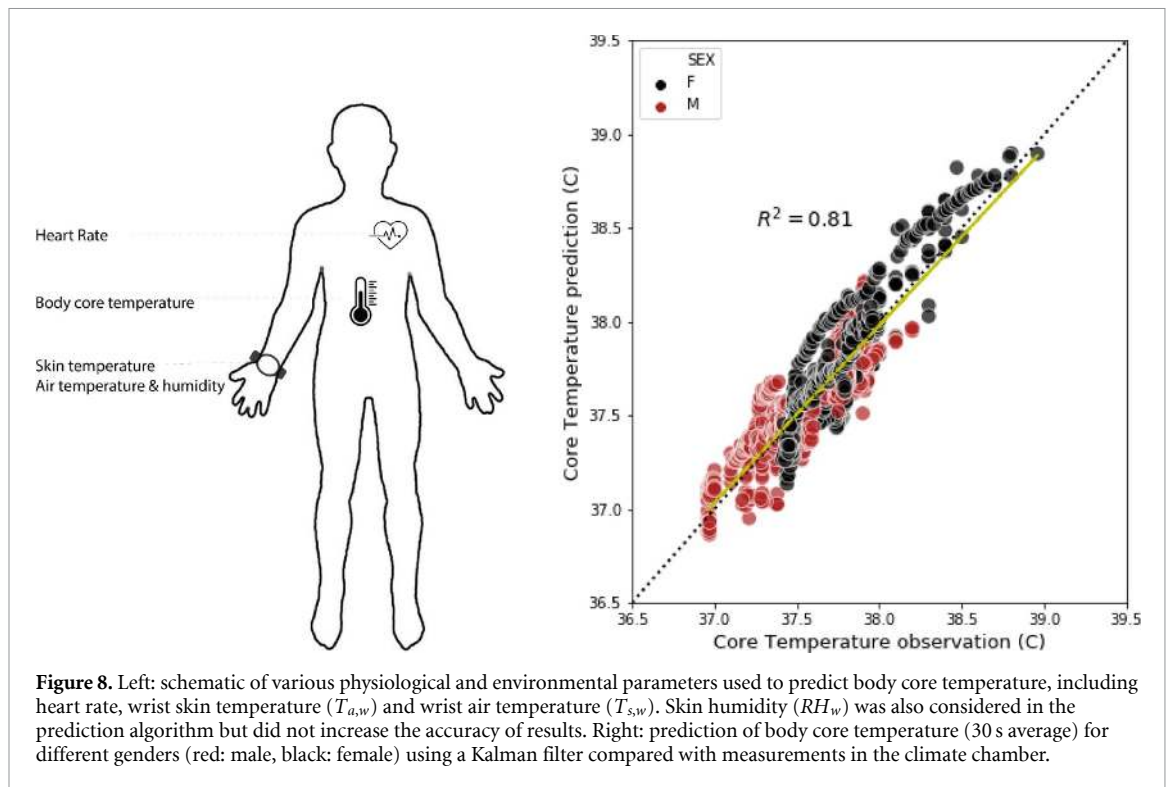 Heart Rate
Body core temperature
Skin temperature
Air temperature & humidity
39.5
39.0
38.5
38.0
37.5
37.0
36.5
Core Temperature prediction (C)
SEX
F
M
R² = 0.81
36.5 37.0 37.5 38.0 38.5 39.0 39.5
Core Temperature observation (C)
Figure 8. Left: schematic of various physiological and environmental parameters used to predict body core temperature, including
heart rate, wrist skin temperature (Ta,w) and wrist air temperature (Ts,w). Skin humidity (RHw) was also considered in the
prediction algorithm but did not increase the accuracy of results. Right: prediction of body core temperature (30 s average) for
different genders (red: male, black: female) using a Kalman filter compared with measurements in the climate chamber.